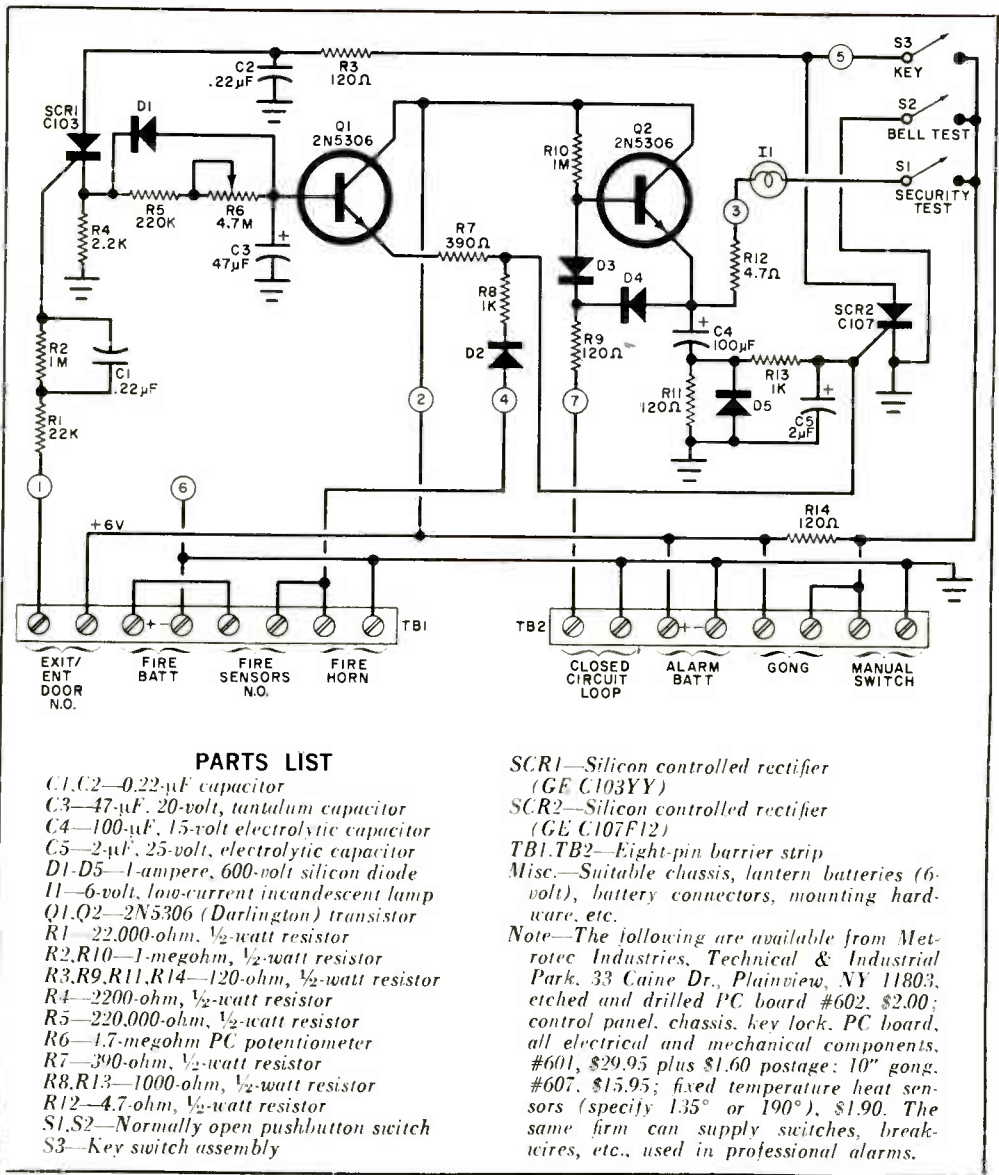 C2
.22µF
R3
120Ω
5
S3
KEY
SCR1
C103
D1
Q1
2N5306
S2
BELL TEST
R10
1M
Q2
2N5306
I1
S1
SECURITY
TEST
R4
2.2K
R5
220K
R6
4.7M
C3
47µF
+
R7
390Ω
3
R12
4.7Ω
D3
D4
R8
1K
D2
R2
1M
C1
.22µF
R9
120Ω
+
C4
100µF
SCR2
C107
R13
1K
+
2
4
7
R11
120Ω
D5
C5
2µF
R1
22K
1
6
R14
120Ω
+6V
+ -
TB1
TB2
+ -
EXIT/
ENT
DOOR
N.O.
FIRE
BATT
FIRE
SENSORS
N.O.
FIRE
HORN
CLOSED
CIRCUIT
LOOP
ALARM
BATT
GONG
MANUAL
SWITCH
PARTS LIST
C1,C2—0.22-µF capacitor
C3—47-µF, 20-volt, tantalum capacitor
C4—100-µF, 15-volt electrolytic capacitor
C5—2-µF, 25-volt, electrolytic capacitor
D1-D5—1-ampere, 600-volt silicon diode
I1—6-volt, low-current incandescent lamp
Q1,Q2—2N5306 (Darlington) transistor
R1—22,000-ohm, ½-watt resistor
R2,R10—1-megohm, ½-watt resistor
R3,R9,R11,R14—120-ohm, ½-watt resistor
R4—2200-ohm, ½-watt resistor
R5—220,000-ohm, ½-watt resistor
R6—4.7-megohm PC potentiometer
R7—390-ohm, ½-watt resistor
R8,R13—1000-ohm, ½-watt resistor
R12—4.7-ohm, ½-watt resistor
S1,S2—Normally open pushbutton switch
S3—Key switch assembly
SCR1—Silicon controlled rectifier
(GE C103YY)
SCR2—Silicon controlled rectifier
(GE C107F12)
TB1,TB2—Eight-pin barrier strip
Misc.—Suitable chassis, lantern batteries (6-
volt), battery connectors, mounting hard-
ware, etc.
Note—The following are available from Met-
rotec Industries, Technical & Industrial
Park, 33 Caine Dr., Plainview, NY 11803,
etched and drilled PC board #602, $2.00;
control panel, chassis, key lock, PC board,
all electrical and mechanical components,
#601, $29.95 plus $1.60 postage; 10" gong,
#607, $15.95; fixed temperature heat sen-
sors (specify 135° or 190°), $1.90. The
same firm can supply switches, break-
wires, etc., used in professional alarms.